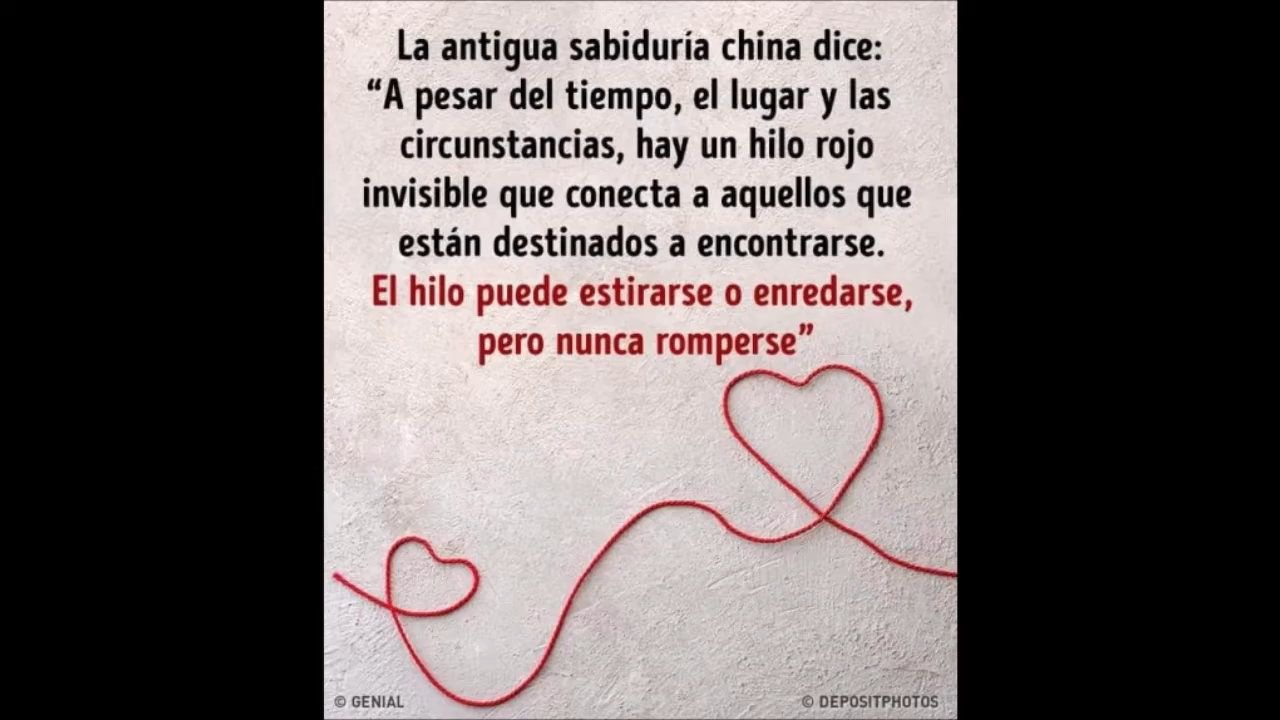 La antigua sabiduría china dice:
“A pesar del tiempo, el lugar y las
circunstancias, hay un hilo rojo
invisible que conecta a aquellos que
están destinados a encontrarse.
El hilo puede estirarse o enredarse,
pero nunca romperse”
© GENIAL
© DEPOSITPHOTOS